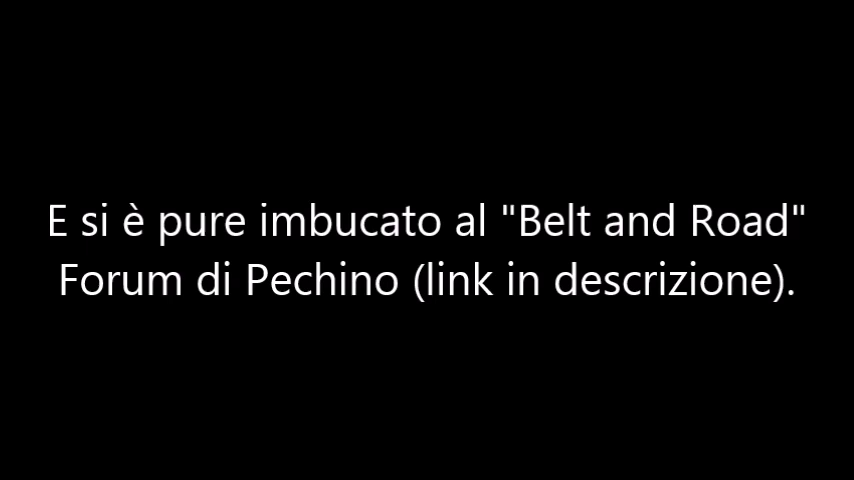 E si è pure imbucato al "Belt and Road"
Forum di Pechino (link in descrizione).